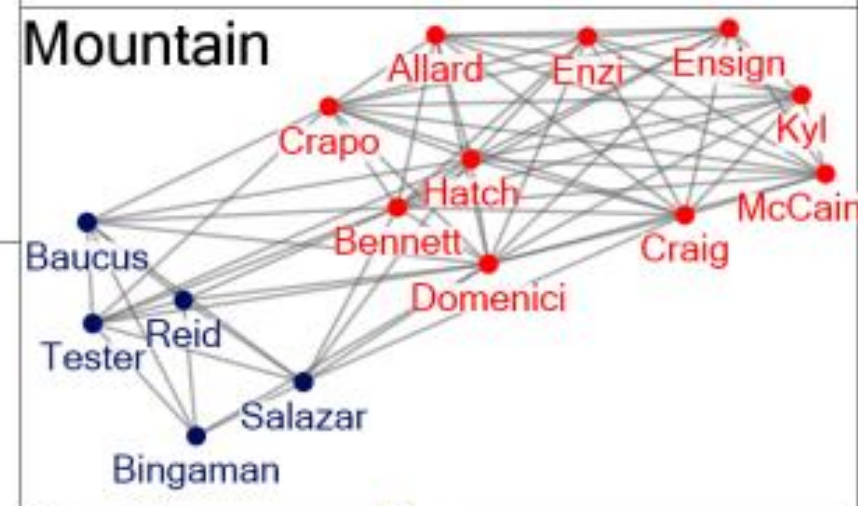 Mountain
Allard
Enzi
Ensign
Kyl
Crapo
Hatch
McCain
Bennett
Craig
Baucus
Domenici
Reid
Tester
Salazar
Bingaman